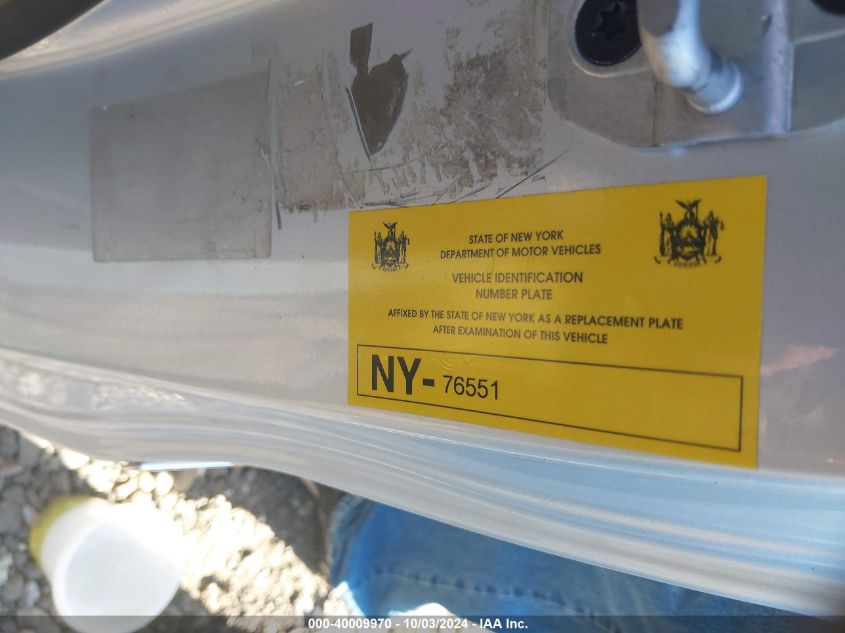 STATE OF NEW YORK
DEPARTMENT OF MOTOR VEHICLES
VEHICLE IDENTIFICATION
NUMBER PLATE
AFFIXED BY THE STATE OF NEW YORK AS A REPLACEMENT PLATE
AFTER EXAMINATION OF THIS VEHICLE
NY- 76551
000-40009970 - 10/03/2024 - IAA Inc.